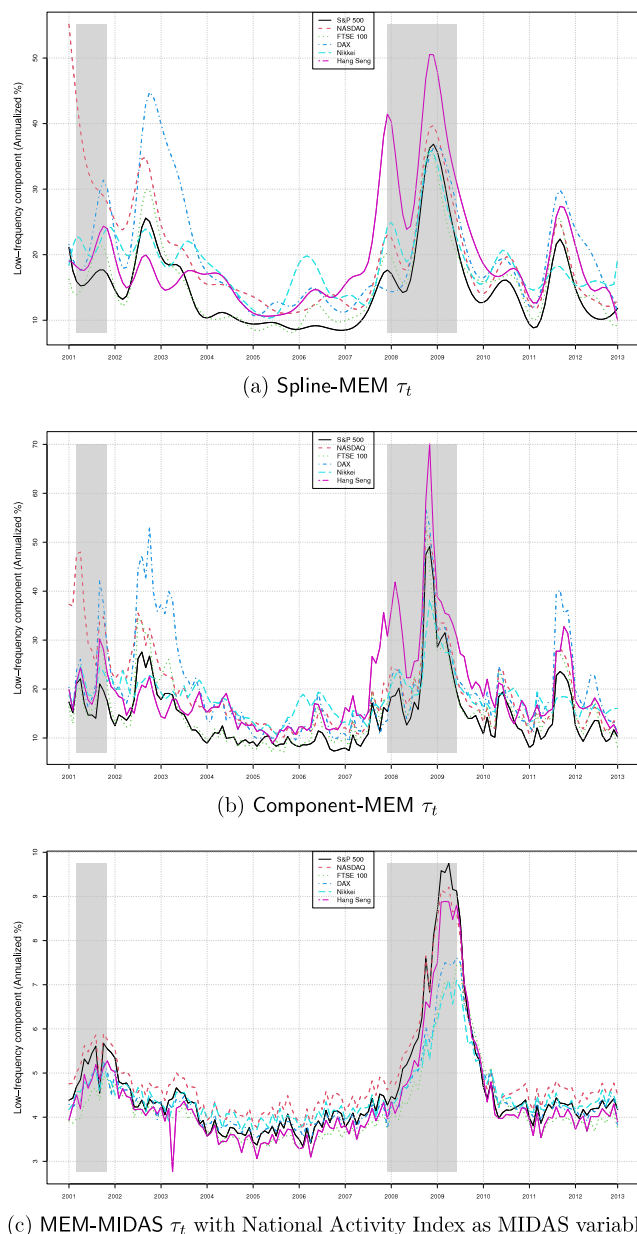 Low−frequency component (Annualized %)
50
40
30
20
10
S&P 500
NASDAQ
FTSE 100
DAX
Nikkei
Hang Seng
2001 2002 2003 2004 2005 2006 2007 2008 2009 2010 2011 2012 2013
(a) Spline-MEM τt
Low−frequency component (Annualized %)
70
60
50
40
30
20
10
S&P 500
NASDAQ
FTSE 100
DAX
Nikkei
Hang Seng
2001 2002 2003 2004 2005 2006 2007 2008 2009 2010 2011 2012 2013
(b) Component-MEM τt
Low−frequency component (Annualized %)
10
9
8
7
6
5
4
3
S&P 500
NASDAQ
FTSE 100
DAX
Nikkei
Hang Seng
2001 2002 2003 2004 2005 2006 2007 2008 2009 2010 2011 2012 2013
(c) MEM-MIDAS τt with National Activity Index as MIDAS variabl